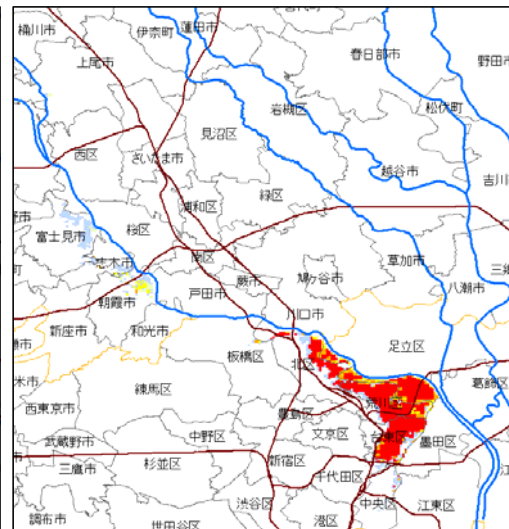 桶川市
伊奈町
蓮田市
春日部市
野田市
上尾市
岩槻区
松伏町
見沼区
西区
さいたま市
越谷市
吉川
緑区
浦和区
富士見市
桜区
南区
草加市
志木市
蕨市
鳩ヶ谷市
三郷
八潮市
戸田市
朝霞市
川口市
新座市
和光市
足立区
板橋区
北区
葛飾区
練馬区
荒川区
西東京市
豊島区
文京区
台東区
墨田区
武蔵野市
中野区
三鷹市
杉並区
新宿区
千代田区
渋谷区
中央区
江東区
調布市
世田谷区
港区
江